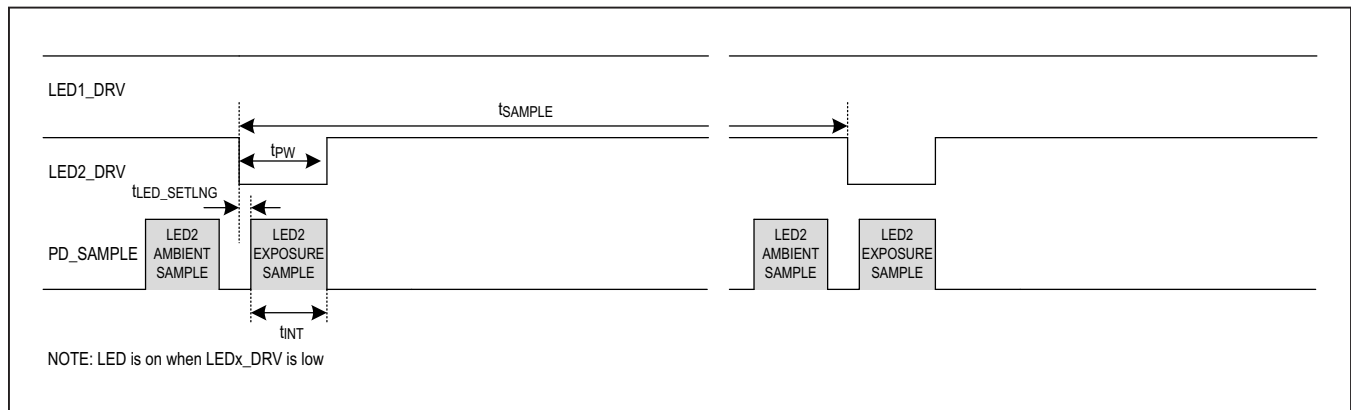 LED1_DRV
tSAMPLE
tPW
LED2_DRV
tLED_SETLNG
PD_SAMPLE
LED2
AMBIENT
SAMPLE
LED2
EXPOSURE
SAMPLE
LED2
AMBIENT
SAMPLE
LED2
EXPOSURE
SAMPLE
tINT
NOTE: LED is on when LEDx_DRV is low